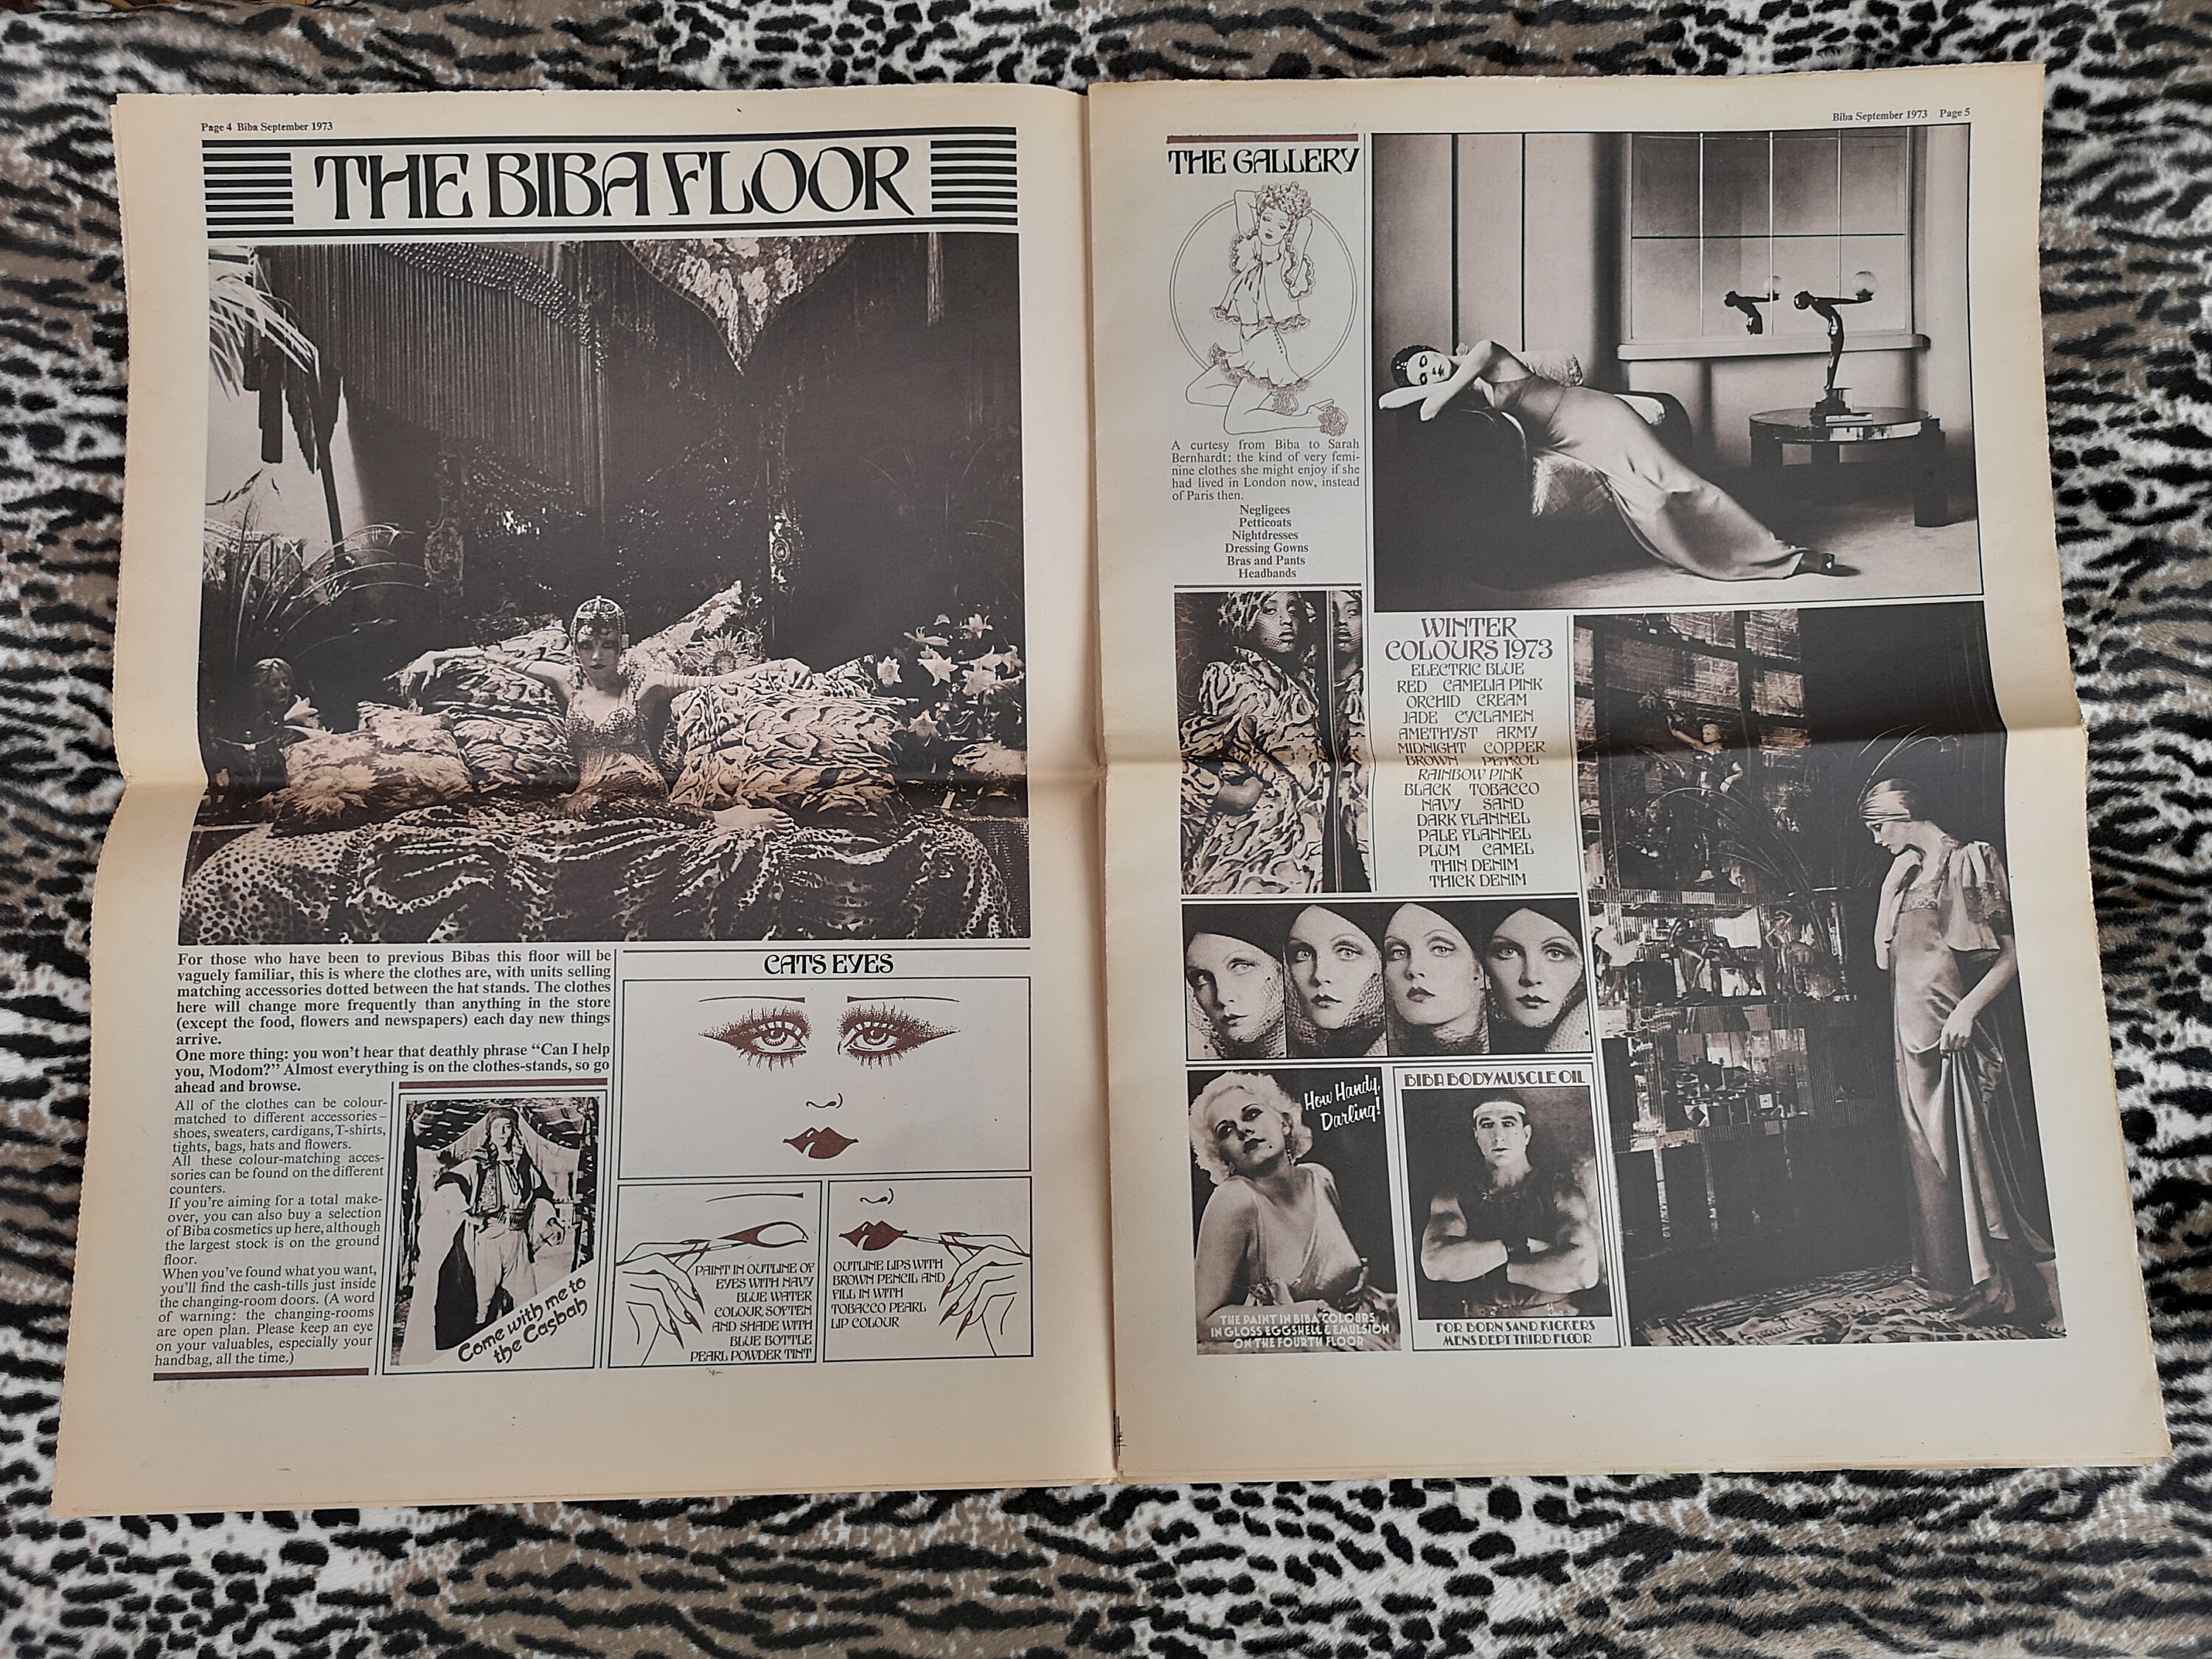 Page 4 Biba September 1973
THE BIBA FLOOR
For those who have been to previous Bibas this floor will be
vaguely familiar, this is where the clothes are, with units selling
matching accessories dotted between the hat stands. The clothes
here will change more frequently than anything in the store
(except the food, flowers and newspapers) each day new things
arrive.
One more thing: you won't hear that deathly phrase “Can I help
you, Modom?” Almost everything is on the clothes-stands, so go
ahead and browse.
All of the clothes can be colour-
matched to different accessories–
shoes, sweaters, cardigans, T-shirts,
tights, bags, hats and flowers.
All these colour-matching acces-
sories can be found on the different
counters.
If you're aiming for a total make-
over, you can also buy a selection
of Biba cosmetics up here, although
the largest stock is on the ground
floor.
When you've found what you want,
you'll find the cash-tills just inside
the changing-room doors. (A word
of warning: the changing-rooms
are open plan. Please keep an eye
on your valuables, especially your
handbag, all the time.)
Come with me to
the Casbah
CATS EYES
PAINT IN OUTLINE OF
EYES WITH NAVY
BLUE WATER
COLOUR, SOFTEN
AND SHADE WITH
BLUE BOTTLE
PEARL POWDER TINT
OUTLINE LIPS WITH
BROWN PENCIL AND
FILL IN WITH
TOBACCO PEARL
LIP COLOUR
Biba September 1973 Page 5
THE GALLERY
A curtesy from Biba to Sarah
Bernhardt: the kind of very femi-
nine clothes she might enjoy if she
had lived in London now, instead
of Paris then.
Negligees
Petticoats
Nightdresses
Dressing Gowns
Bras and Pants
Headbands
WINTER
COLOURS 1973
ELECTRIC BLUE
RED CAMELIA PINK
ORCHID CREAM
JADE CYCLAMEN
AMETHYST ARMY
MIDNIGHT COPPER
BROWN PETROL
RAINBOW PINK
BLACK TOBACCO
NAVY SAND
DARK FLANNEL
PALE FLANNEL
PLUM CAMEL
THIN DENIM
THICK DENIM
How Handy,
Darling!
THE PAINT IN BIBA COLOURS
IN GLOSS EGGSHELL & EMULSION
ON THE FOURTH FLOOR
BIBA BODY MUSCLE OIL
FOR BORN SAND KICKERS
MENS DEPT THIRD FLOOR